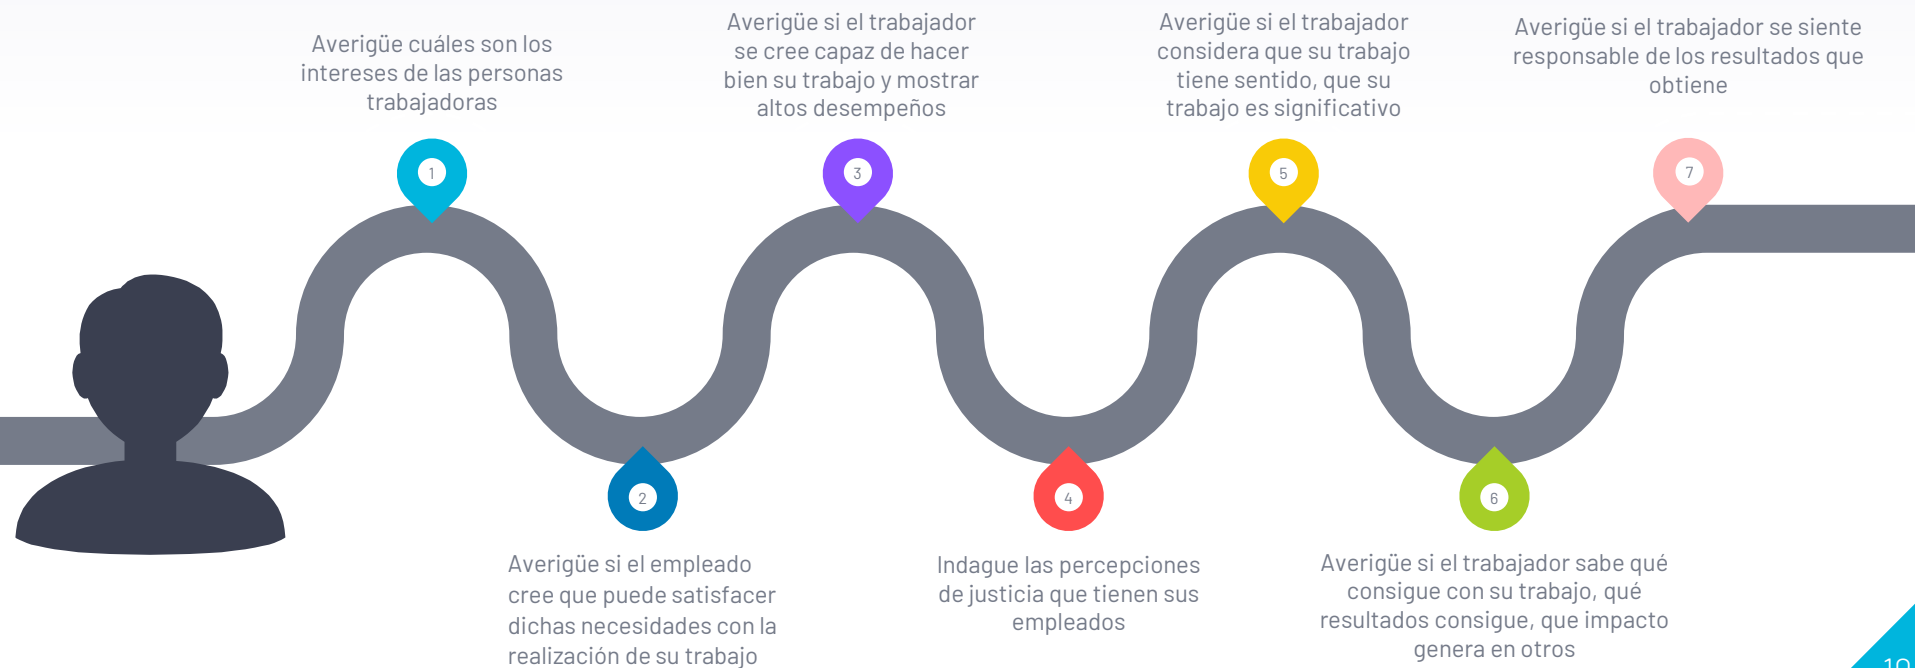 Averigüe cuáles son los
intereses de las personas
trabajadoras
1
Averigüe si el empleado
cree que puede satisfacer
dichas necesidades con la
realización de su trabajo
2
Averigüe si el trabajador
se cree capaz de hacer
bien su trabajo y mostrar
altos desempeños
3
Indague las percepciones
de justicia que tienen sus
empleados
4
Averigüe si el trabajador
considera que su trabajo
tiene sentido, que su
trabajo es significativo
5
Averigüe si el trabajador sabe qué
consigue con su trabajo, qué
resultados consigue, que impacto
genera en otros
6
Averigüe si el trabajador se siente
responsable de los resultados que
obtiene
7